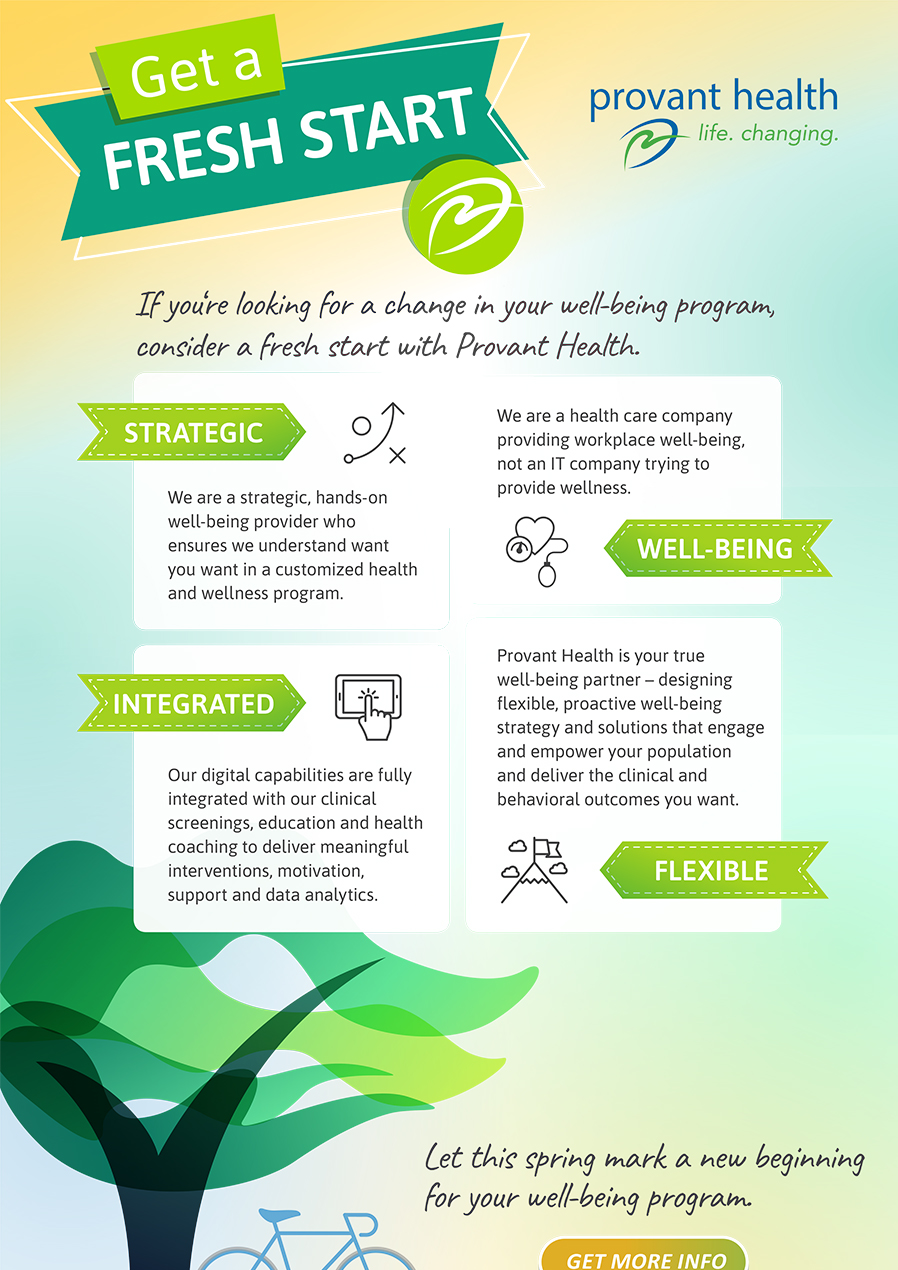 Get a
FRESH START
provant health
life. changing.
If you're looking for a change in your well-being program,
consider a fresh start with Provant Health.
STRATEGIC
We are a strategic, hands-on
well-being provider who
ensures we understand want
you want in a customized health
and wellness program.
We are a health care company
providing workplace well-being,
not an IT company trying to
provide wellness.
WELL-BEING
INTEGRATED
Our digital capabilities are fully
integrated with our clinical
screenings, education and health
coaching to deliver meaningful
interventions, motivation,
support and data analytics.
Provant Health is your true
well-being partner – designing
flexible, proactive well-being
strategy and solutions that engage
and empower your population
and deliver the clinical and
behavioral outcomes you want.
FLEXIBLE
Let this spring mark a new beginning
for your well-being program.
GET MORE INFO